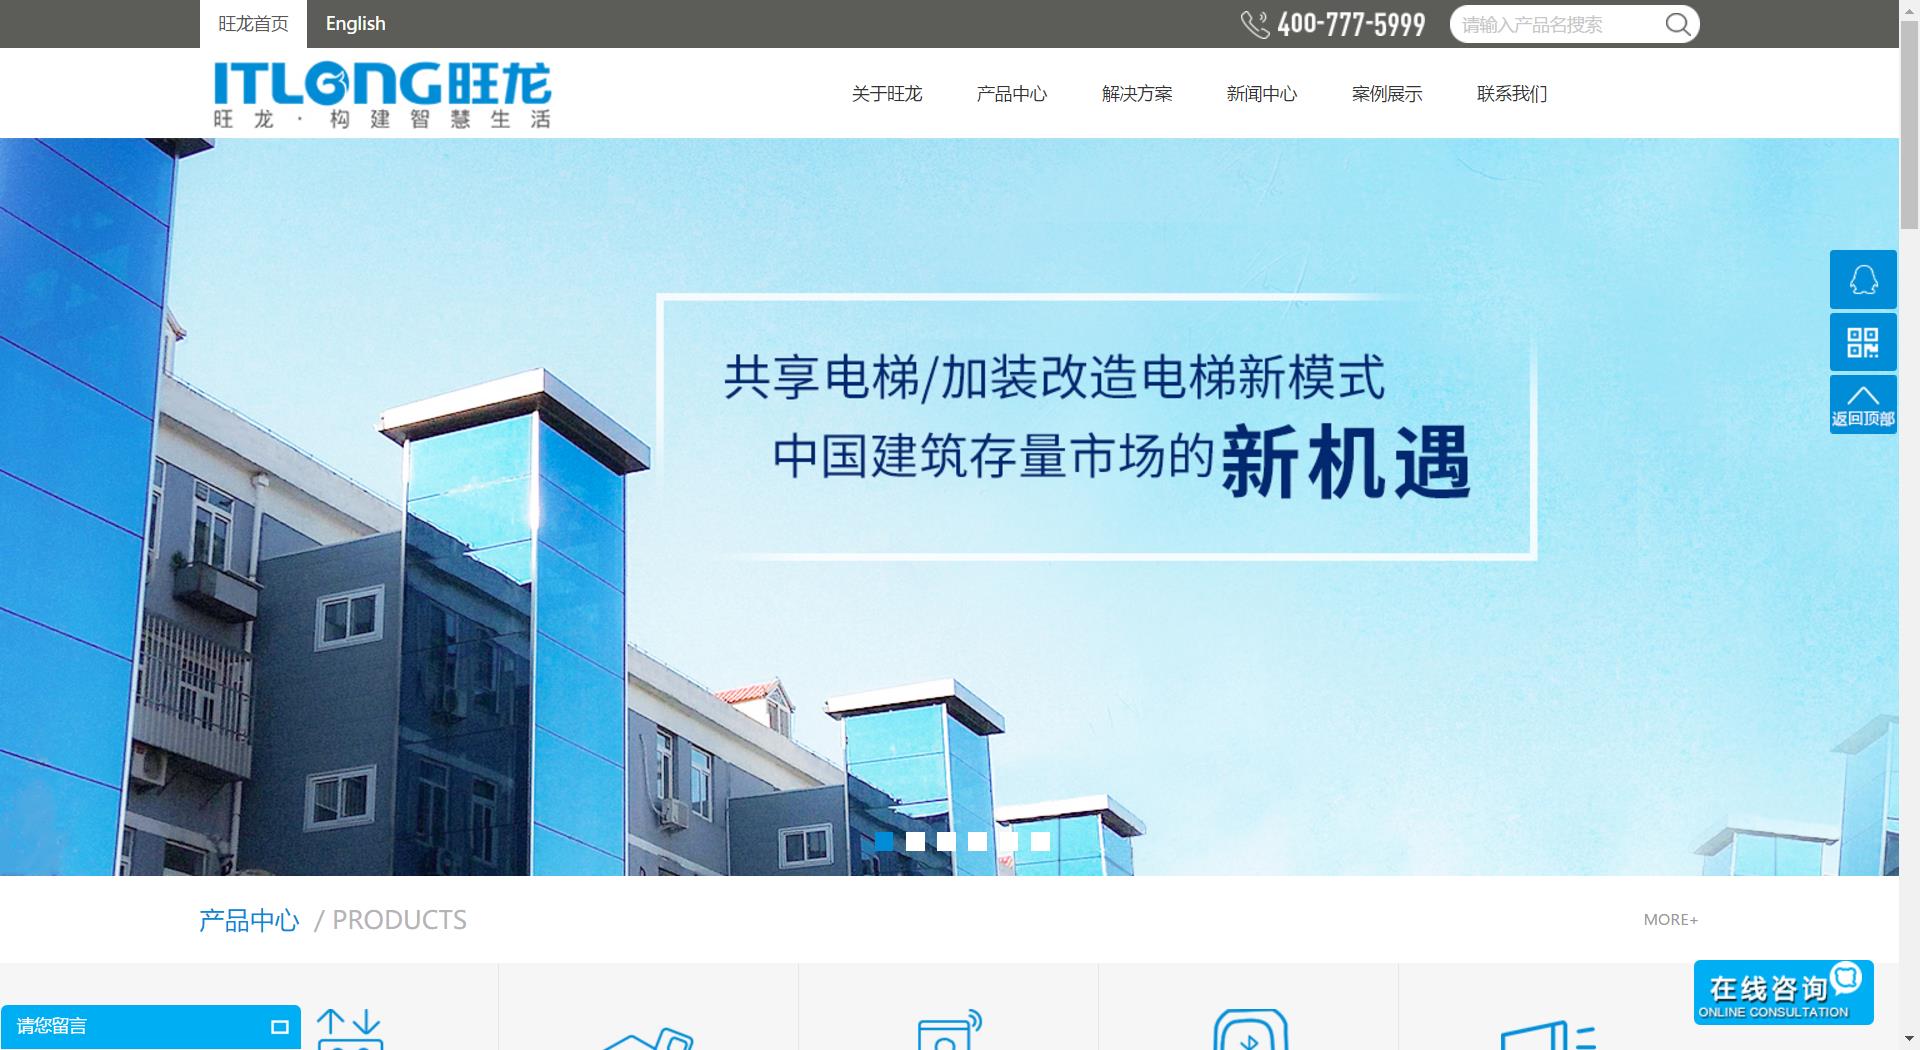 旺龙首页
English
400-777-5999
请输入产品名搜索
ITLONG旺龙
旺龙·构建智慧生活
关于旺龙
产品中心
解决方案
新闻中心
案例展示
联系我们
共享电梯/加装改造电梯新模式
中国建筑存量市场的新机遇
返回顶部
产品中心 / PRODUCTS
MORE+
在线咨询
ONLINE CONSULTATION
请您留言